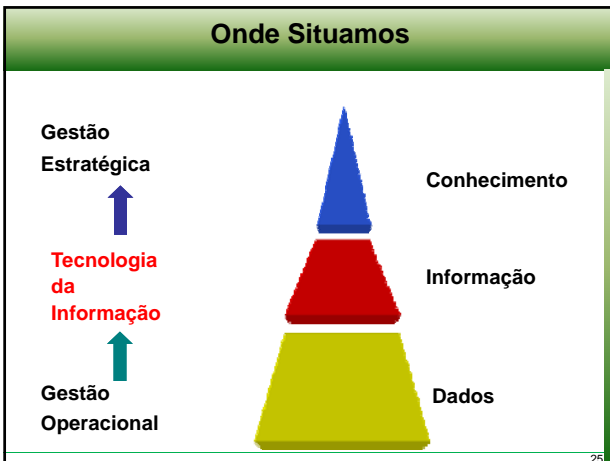 Onde Situamos
Gestão
Estratégica
Conhecimento
Tecnologia
da
Informação
Informação
Gestão
Operacional
Dados
25